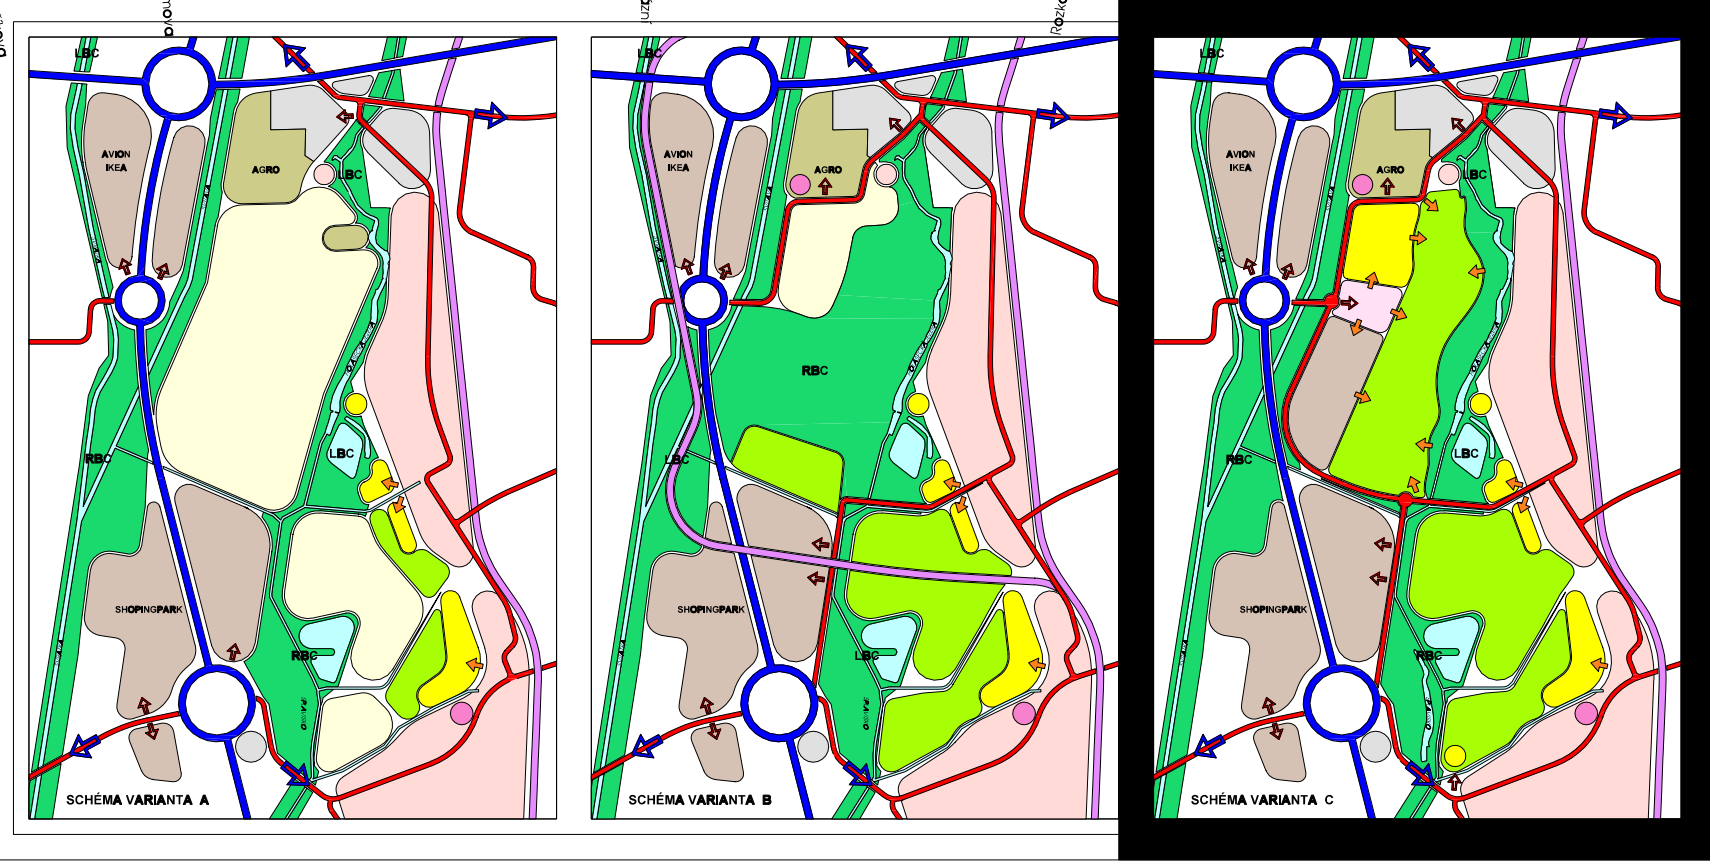 LBC
AVION
IKEA
AGRO
LBC
LBC
RBC
SHOPINGPARK
RBC
SCHÉMA VARIANTA A
LBC
AVION
IKEA
AGRO
LBC
RBC
LBC
SHOPINGPARK
LBC
SCHÉMA VARIANTA B
LBC
AVION
IKEA
AGRO
LBC
RBC
LBC
SHOPINGPARK
RBC
SCHÉMA VARIANTA C